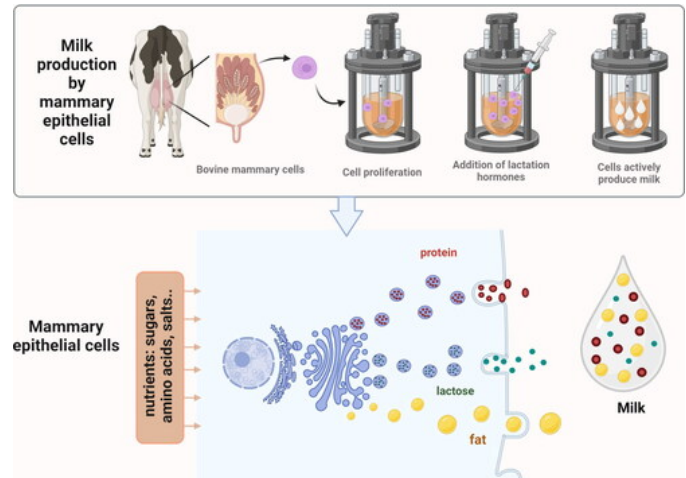 Milk
production
by
mammary
epithelial
cells
Bovine mammary cells
Cell proliferation
Addition of lactation
hormones
Cells actively
produce milk
Mammary
epithelial cells
nutrients: sugars,
amino acids, salts..
protein
lactose
fat
Milk